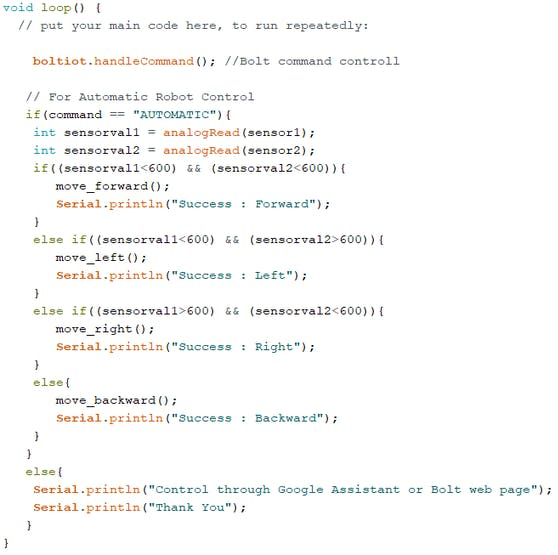 void loop() {
  // put your main code here, to run repeatedly:

    boltiot.handleCommand(); //Bolt command controll

   // For Automatic Robot Control
   if(command == "AUTOMATIC"){
    int sensorval1 = analogRead(sensor1);
    int sensorval2 = analogRead(sensor2);
    if((sensorval1<600) && (sensorval2<600)){
       move_forward();
       Serial.println("Success : Forward");
    }
    else if((sensorval1<600) && (sensorval2>600)){
       move_left();
       Serial.println("Success : Left");
    }
    else if((sensorval1>600) && (sensorval2<600)){
       move_right();
       Serial.println("Success : Right");
    }
    else{
       move_backward();
       Serial.println("Success : Backward");
    }
   }
   else{
    Serial.println("Control through Google Assistant or Bolt web page");
    Serial.println("Thank You");
   }
}